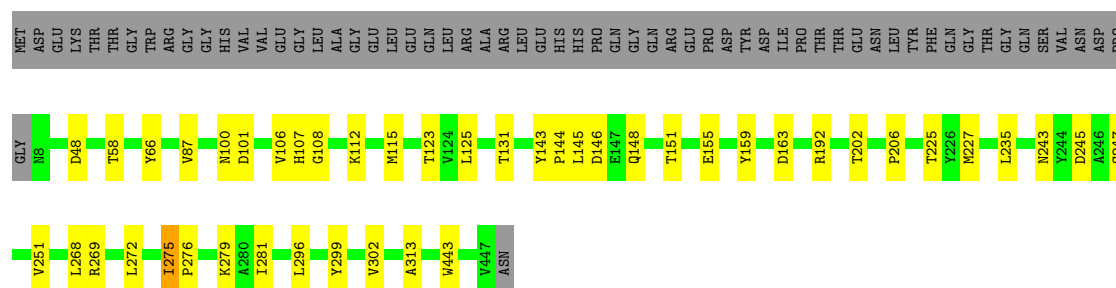 MET ASP GLU LYS THR THR GLY TRP ARG GLY GLY HIS VAL VAL GLU GLY LEU ALA GLY GLU LEU GLU GLN LEU ARG ALA ARG LEU GLU HIS HIS PRO GLN GLY GLN ARG GLU PRO ASP TYR ASP ILE PRO THR THR GLU ASN LEU TYR PHE GLN GLY THR GLY GLN SER VAL ASN ASP PRO
GLY N8 D48 T58 Y66 V87 N100 D101 V106 H107 G108 K112 M115 T123 V124 L125 T131 Y143 P144 L145 D146 E147 Q148 T151 E155 Y159 D163 R192 T202 P206 T225 Y226 M227 L235 N243 Y244 D245 A246
V251 L268 R269 L272 I275 P276 K279 A280 I281 L296 Y299 V302 A313 W443 V447 ASN